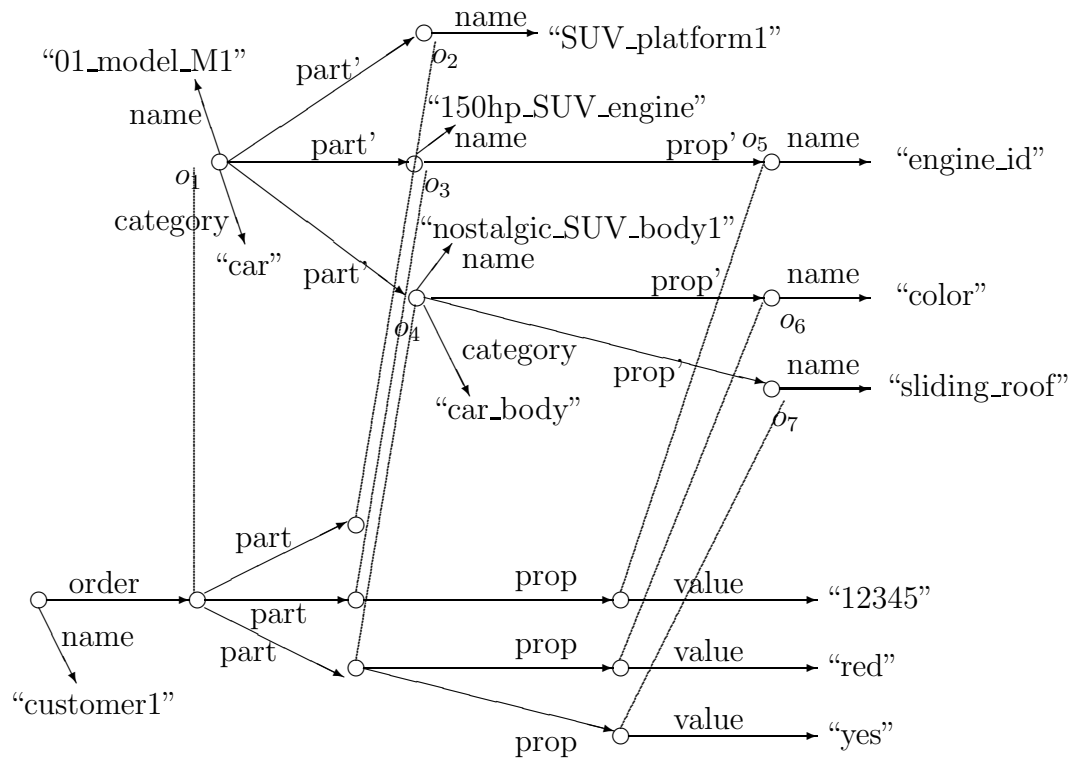 name
“SUV_platform1”
o2
“01_model_M1”
part'
name
“150hp_SUV_engine”
name
part'
prop'
o5
name
“engine_id”
o1
o3
category
“car”
“nostalgic_SUV_body1”
name
part'
prop'
name
“color”
o4
o6
category
prop'
name
“sliding_roof”
“car_body”
o7
part
order
prop
value
“12345”
part
name
part
prop
value
“red”
“customer1”
prop
value
“yes”